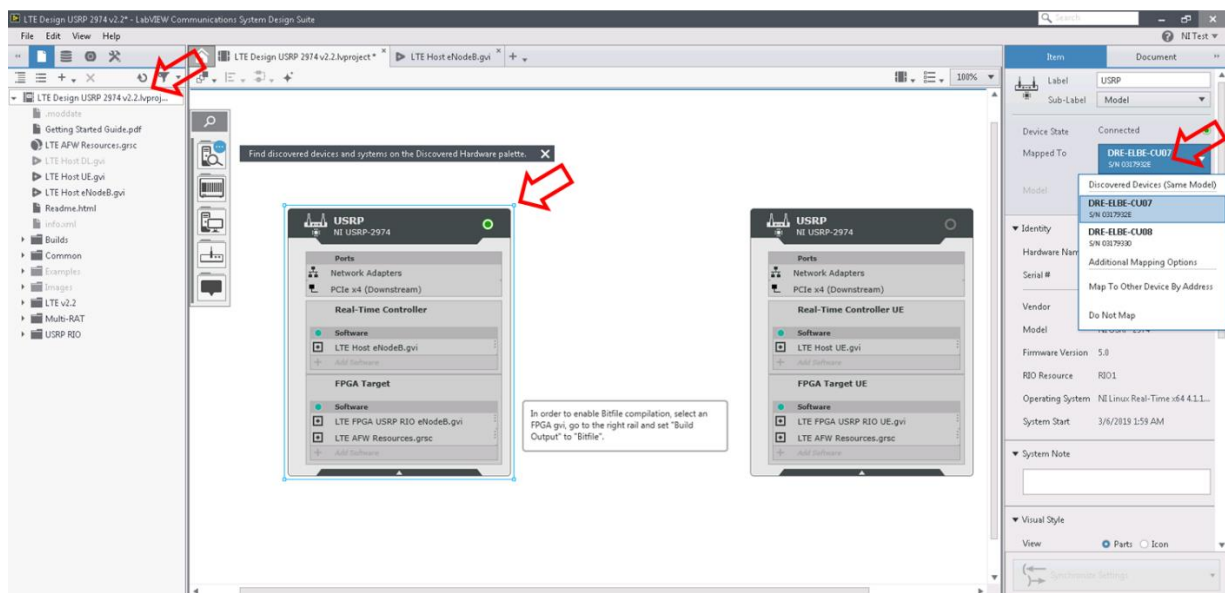 LTE Design USRP 2974 v2.2* - LabVIEW Communications System Design Suite
Search
File Edit View Help
NITest
LTE Design USRP 2974 v2.2.lvproject *
LTE Host eNodeB.gvi *
100%
Item
Document
LTE Design USRP 2974 v2.2.lvproj...
.moddate
Getting Started Guide.pdf
LTE AFW Resources.grsc
LTE Host DL.gvi
LTE Host UE.gvi
LTE Host eNodeB.gvi
Readme.html
info.xml
Builds
Common
Examples
Images
LTE v2.2
Multi-RAT
USRP RIO
Find discovered devices and systems on the Discovered Hardware palette.
USRP
NI USRP-2974
Ports
Network Adapters
PCIe x4 (Downstream)
Real-Time Controller
Software
LTE Host eNodeB.gvi
Add Software
FPGA Target
Software
LTE FPGA USRP RIO eNodeB.gvi
LTE AFW Resources.grsc
Add Software
In order to enable Bitfile compilation, select an
FPGA gvi, go to the right rail and set "Build
Output" to "Bitfile".
USRP
NI USRP-2974
Ports
Network Adapters
PCIe x4 (Downstream)
Real-Time Controller UE
Software
LTE Host UE.gvi
Add Software
FPGA Target UE
Software
LTE FPGA USRP RIO UE.gvi
LTE AFW Resources.grsc
Add Software
Label USRP
Sub-Label Model
Device State Connected
Mapped To DRE-ELBE-CU07
S/N 0317932E
Model
Discovered Devices (Same Model)
DRE-ELBE-CU07
S/N 0317932E
DRE-ELBE-CU08
S/N 03179330
Additional Mapping Options
Map To Other Device By Address
Do Not Map
Identity
Hardware Nam
Serial #
Vendor
Model
Firmware Version 5.0
RIO Resource RIO1
Operating System NI Linux Real-Time x64 4.1.1...
System Start 3/6/2019 1:59 AM
System Note
Visual Style
View Parts Icon
Synchronize Settings